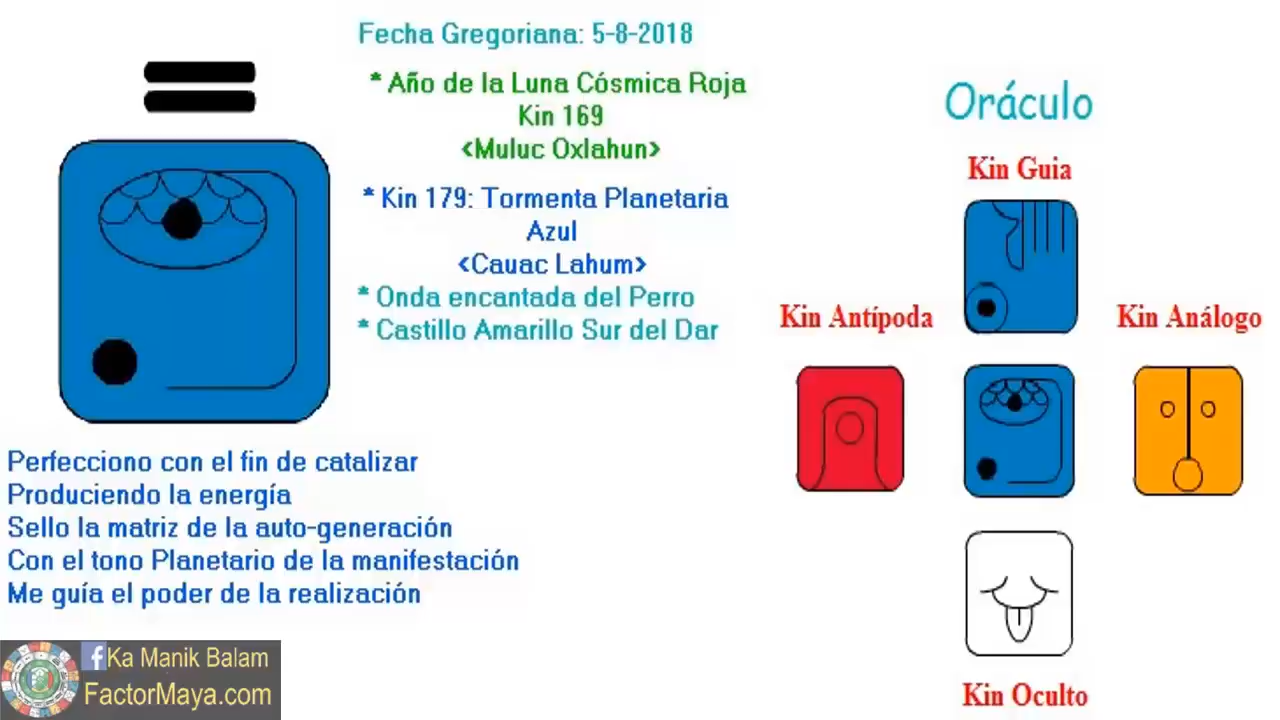 Fecha Gregoriana: 5-8-2018
* Año de la Luna Cósmica Roja
Kin 169
<Muluc Oxlahun>
* Kin 179: Tormenta Planetaria
Azul
<Cauac Lahum>
* Onda encantada del Perro
* Castillo Amarillo Sur del Dar
Perfecciono con el fin de catalizar
Produciendo la energía
Sello la matriz de la auto-generación
Con el tono Planetario de la manifestación
Me guía el poder de la realización
Oráculo
Kin Guia
Kin Antípoda
Kin Análogo
Kin Oculto
f Ka Manik Balam
FactorMaya.com